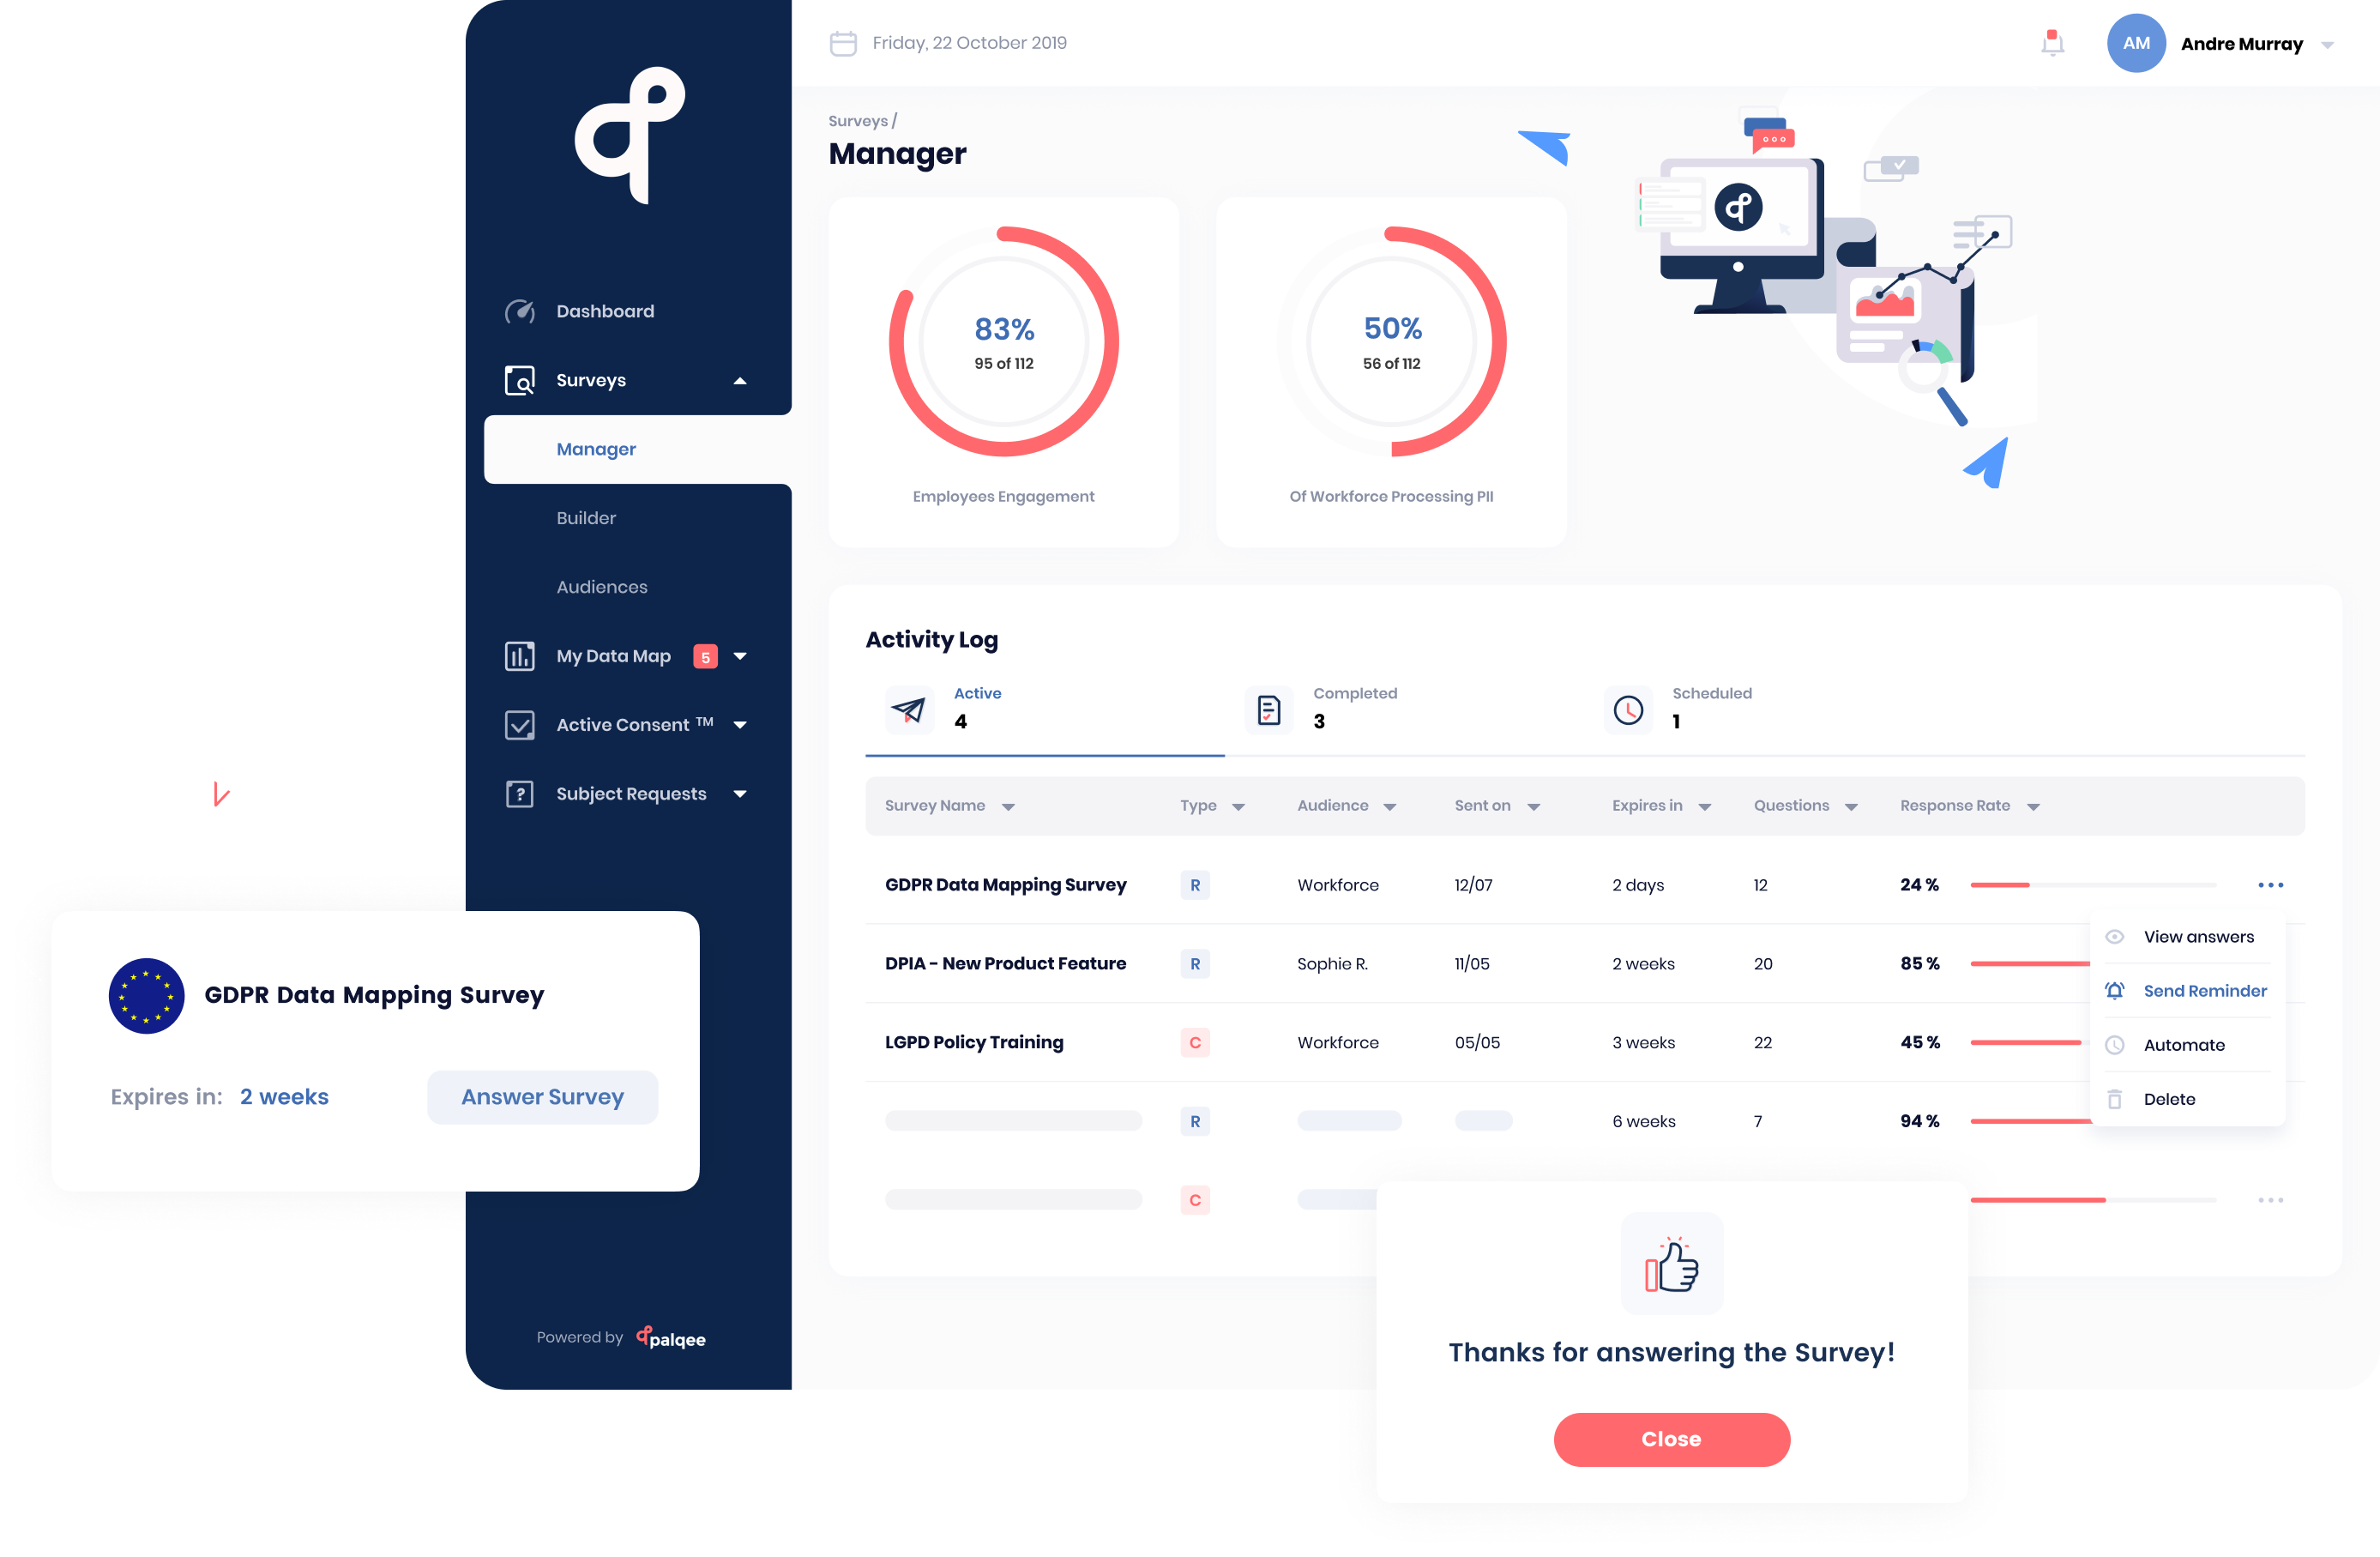 Friday, 22 October 2019
AM
Andre Murray
Surveys /
Manager
83%
95 of 112
Employees Engagement
50%
56 of 112
Of Workforce Processing PII
Dashboard
Surveys
Manager
Builder
Audiences
My Data Map 5
Active Consent ™
Subject Requests
Powered by palqee
Activity Log
Active
4
Completed
3
Scheduled
1
Survey Name Type Audience Sent on Expires in Questions Response Rate
GDPR Data Mapping Survey R Workforce 12/07 2 days 12 24 %
DPIA - New Product Feature R Sophie R. 11/05 2 weeks 20 85 %
LGPD Policy Training C Workforce 05/05 3 weeks 22 45 %
R 6 weeks 7 94 %
C
View answers
Send Reminder
Automate
Delete
GDPR Data Mapping Survey
Expires in: 2 weeks
Answer Survey
Thanks for answering the Survey!
Close